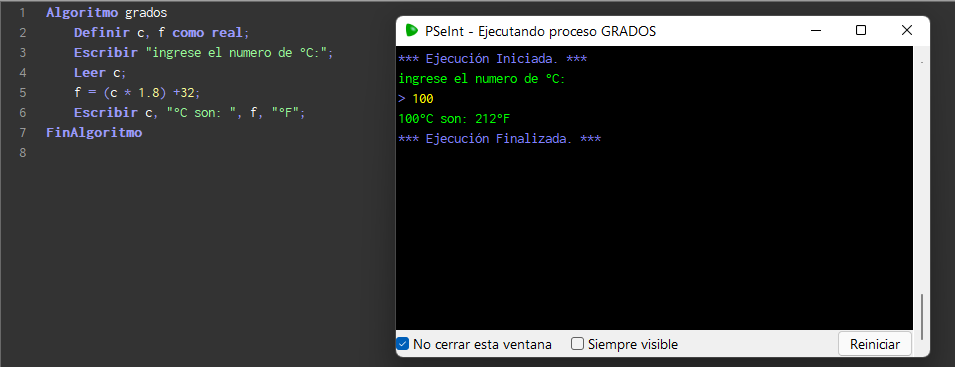 1 Algoritmo grados
2 Definir c, f como real;
3 Escribir "ingrese el numero de °C:";
4 Leer c;
5 f = (c * 1.8) +32;
6 Escribir c, "°C son: ", f, "°F";
7 FinAlgoritmo
8
PSeInt - Ejecutando proceso GRADOS
*** Ejecución Iniciada. ***
ingrese el numero de °C:
> 100
100°C son: 212°F
*** Ejecución Finalizada. ***
No cerrar esta ventana
Siempre visible
Reiniciar